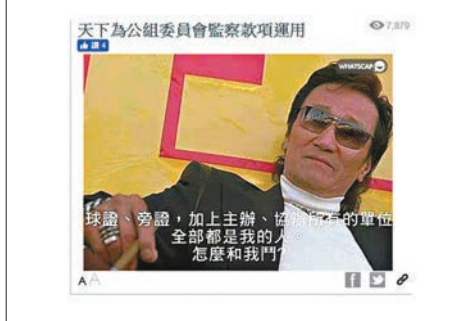 天下為公組委員會監察款項運用
7,879
讚 4
WHATSCAP
球證、旁證，加上主辦、協辦所有的單位
全部都是我的人。
怎麼和我鬥?
A A